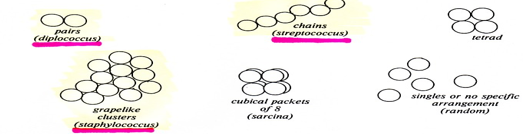 pairs
(diplococcus)
chains
(streptococcus)
tetrad
grapelike
clusters
(staphylococcus)
cubical packets
of 8
(sarcina)
singles or no specific
arrangement
(random)